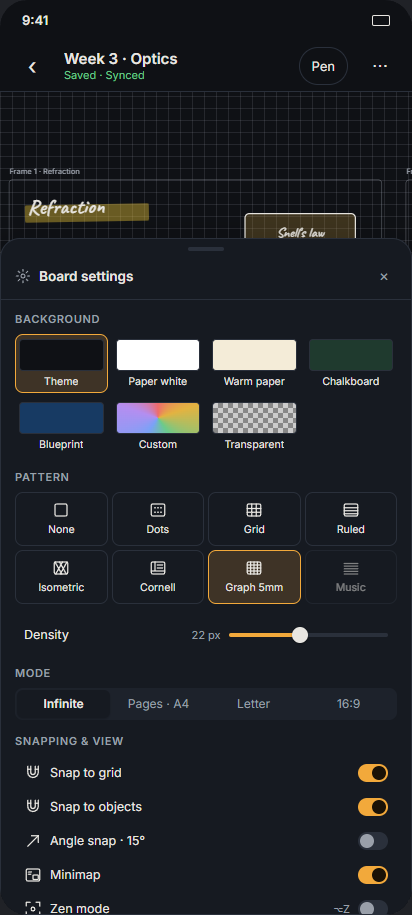 9:41
Week 3 · Optics
Saved · Synced
Pen
Frame 1 · Refraction
Refraction
Snell's law
Board settings
BACKGROUND
Theme
Paper white
Warm paper
Chalkboard
Blueprint
Custom
Transparent
PATTERN
None
Dots
Grid
Ruled
Isometric
Cornell
Graph 5mm
Music
Density
22 px
MODE
Infinite
Pages · A4
Letter
16:9
SNAPPING & VIEW
Snap to grid
Snap to objects
Angle snap · 15°
Minimap
Zen mode
⌥Z